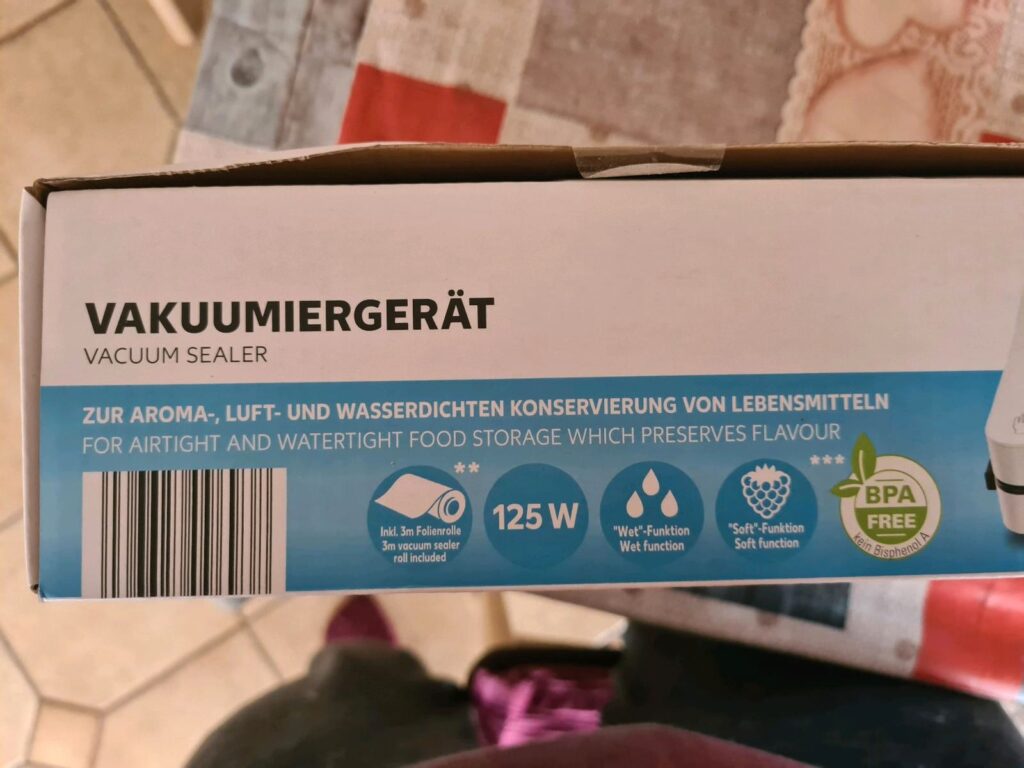 VAKUUMIERGERÄT
VACUUM SEALER
ZUR AROMA-, LUFT- UND WASSERDICHTEN KONSERVIERUNG VON LEBENSMITTELN
FOR AIRTIGHT AND WATERTIGHT FOOD STORAGE WHICH PRESERVES FLAVOUR
**
Inkl. 3m Folienrolle
3m vacuum sealer
roll included
125 W
"Wet"-Funktion
Wet function
***
"Soft"-Funktion
Soft function
BPA
FREE
kein Bisphenol A